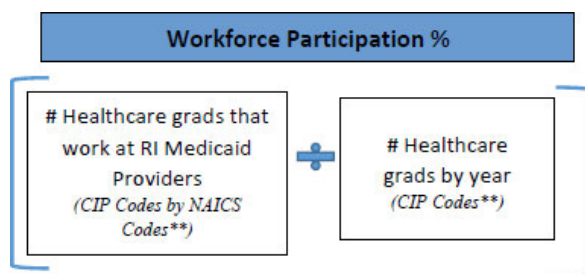 Workforce Participation %
# Healthcare grads that
work at RI Medicaid
Providers
(CIP Codes by NAICS
Codes**)
÷
# Healthcare
grads by year
(CIP Codes**)